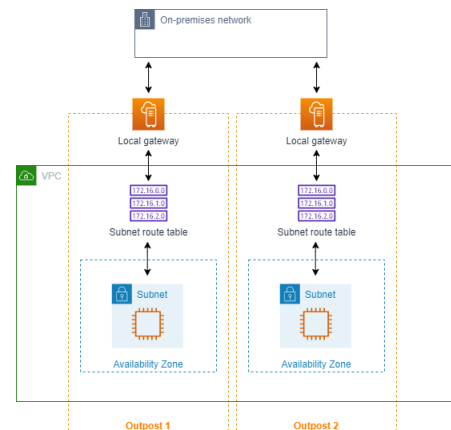 On-premises network
Local gateway
Local gateway
VPC
172.16.0.0
172.16.1.0
172.16.2.0
Subnet route table
172.16.0.0
172.16.1.0
172.16.2.0
Subnet route table
Subnet
Subnet
Availability Zone
Availability Zone
Outpost 1
Outpost 2